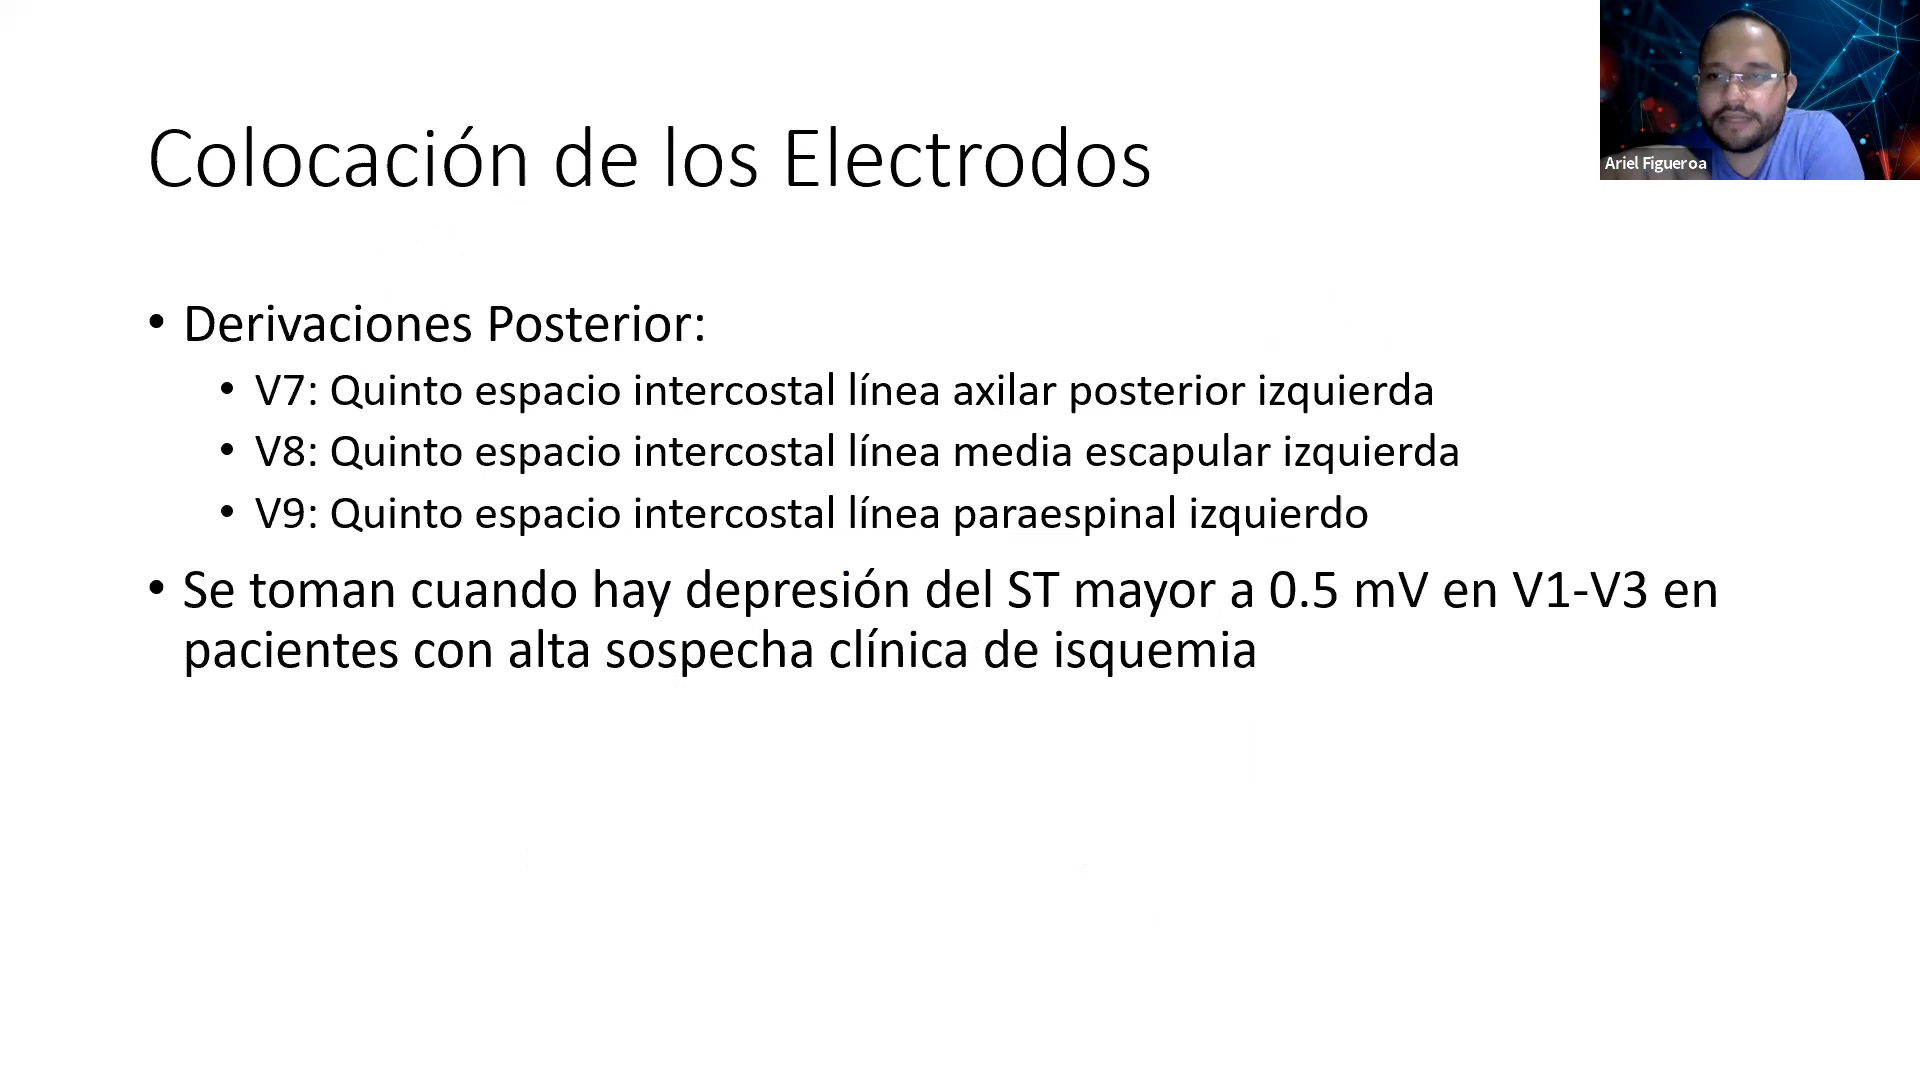 Colocación de los Electrodos
Ariel Figueroa
• Derivaciones Posterior:
• V7: Quinto espacio intercostal línea axilar posterior izquierda
• V8: Quinto espacio intercostal línea media escapular izquierda
• V9: Quinto espacio intercostal línea paraespinal izquierdo
• Se toman cuando hay depresión del ST mayor a 0.5 mV en V1-V3 en
pacientes con alta sospecha clínica de isquemia